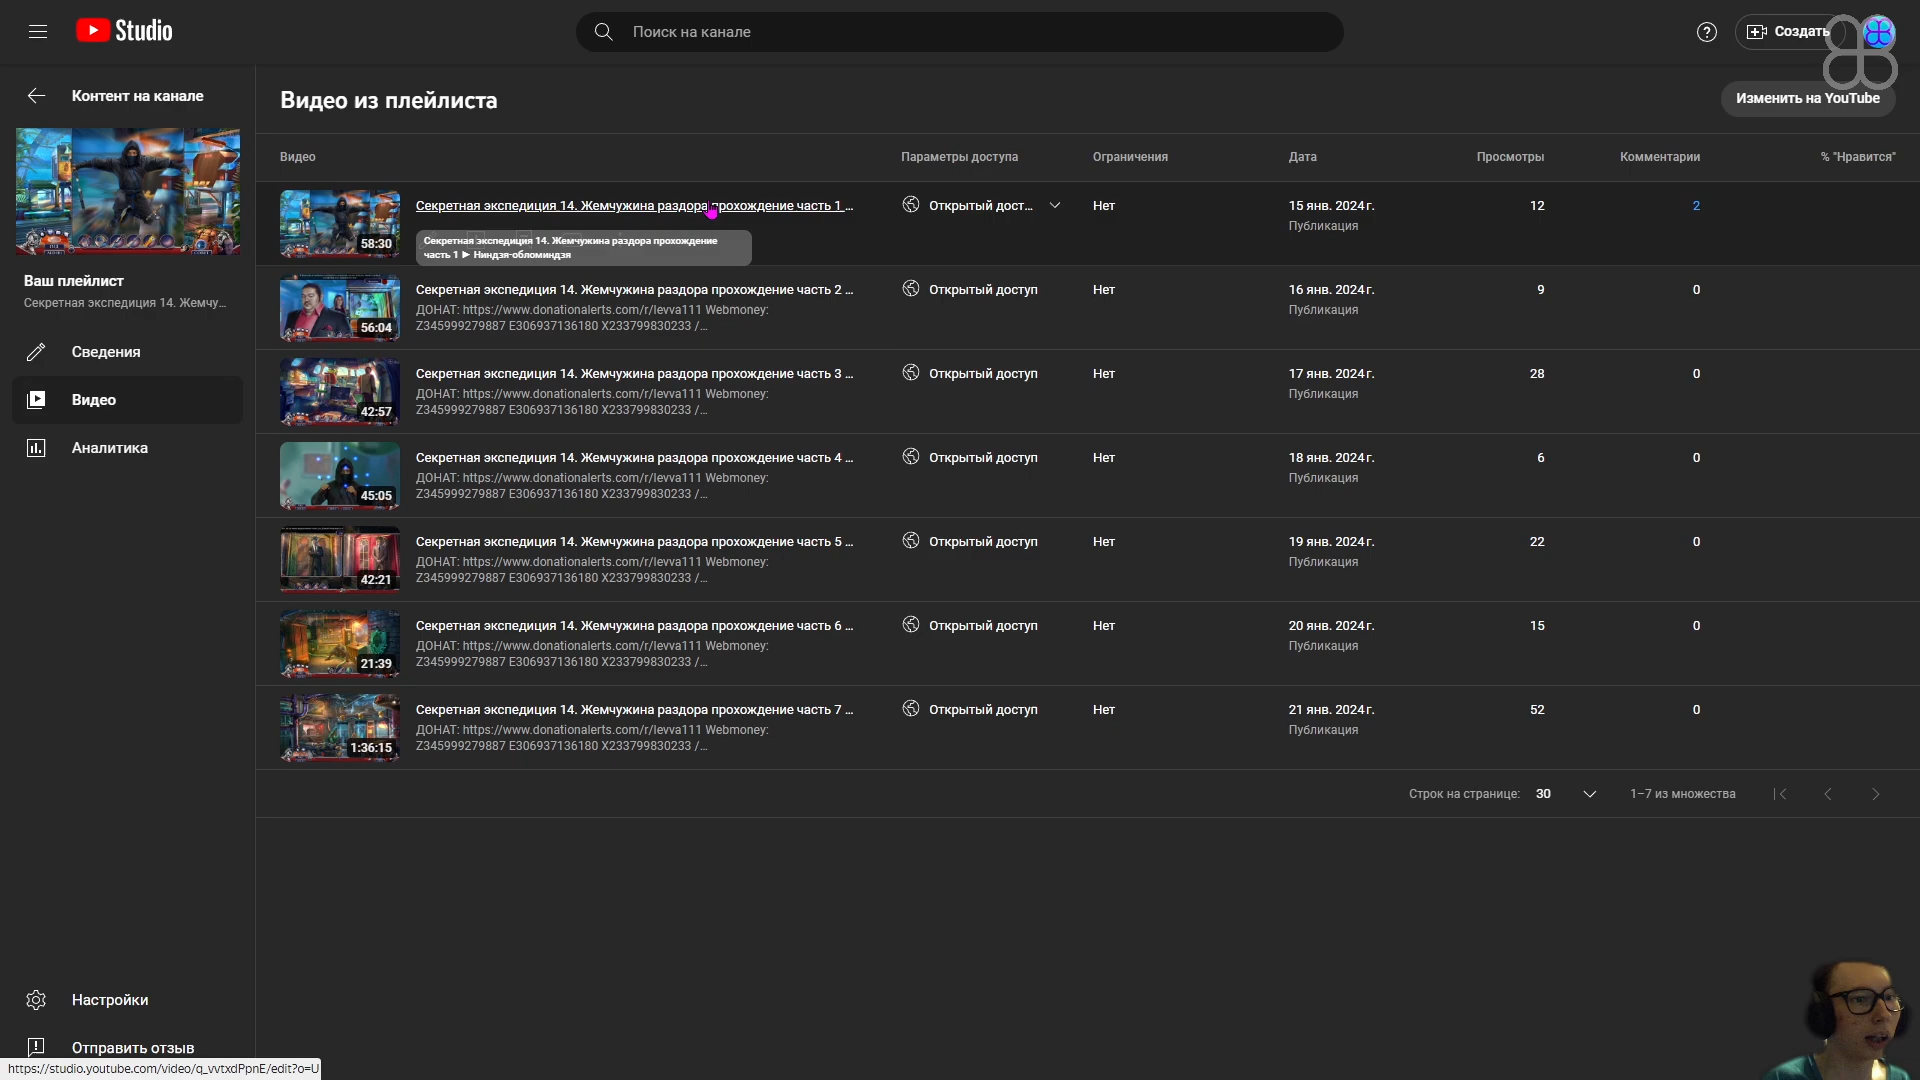 Studio
Поиск на канале
Создать
Контент на канале
Видео из плейлиста
Изменить на YouTube
Видео
Параметры доступа
Ограничения
Дата
Просмотры
Комментарии
% "Нравится"
58:30
Секретная экспедиция 14. Жемчужина раздора прохождение часть 1 ...
Открытый дост...
Нет
15 янв. 2024 г.
12
2
Публикация
Секретная экспедиция 14. Жемчужина раздора прохождение
часть 1 ► Ниндзя-обломиндзя
Ваш плейлист
Секретная экспедиция 14. Жемчу...
56:04
Секретная экспедиция 14. Жемчужина раздора прохождение часть 2 ...
Открытый доступ
Нет
16 янв. 2024 г.
9
0
ДОНАТ: https://www.donationalerts.com/r/levva111 Webmoney:
Публикация
Z345999279887 E306937136180 X233799830233 /...
Сведения
42:57
Секретная экспедиция 14. Жемчужина раздора прохождение часть 3 ...
Открытый доступ
Нет
17 янв. 2024 г.
28
0
ДОНАТ: https://www.donationalerts.com/r/levva111 Webmoney:
Публикация
Z345999279887 E306937136180 X233799830233 /...
Видео
Аналитика
45:05
Секретная экспедиция 14. Жемчужина раздора прохождение часть 4 ...
Открытый доступ
Нет
18 янв. 2024 г.
6
0
ДОНАТ: https://www.donationalerts.com/r/levva111 Webmoney:
Публикация
Z345999279887 E306937136180 X233799830233 /...
42:21
Секретная экспедиция 14. Жемчужина раздора прохождение часть 5 ...
Открытый доступ
Нет
19 янв. 2024 г.
22
0
ДОНАТ: https://www.donationalerts.com/r/levva111 Webmoney:
Публикация
Z345999279887 E306937136180 X233799830233 /...
21:39
Секретная экспедиция 14. Жемчужина раздора прохождение часть 6 ...
Открытый доступ
Нет
20 янв. 2024 г.
15
0
ДОНАТ: https://www.donationalerts.com/r/levva111 Webmoney:
Публикация
Z345999279887 E306937136180 X233799830233 /...
1:36:15
Секретная экспедиция 14. Жемчужина раздора прохождение часть 7 ...
Открытый доступ
Нет
21 янв. 2024 г.
52
0
ДОНАТ: https://www.donationalerts.com/r/levva111 Webmoney:
Публикация
Z345999279887 E306937136180 X233799830233 /...
Строк на странице: 30
1–7 из множества
Настройки
Отправить отзыв
https://studio.youtube.com/video/q_vvtxdPpnE/edit?o=U